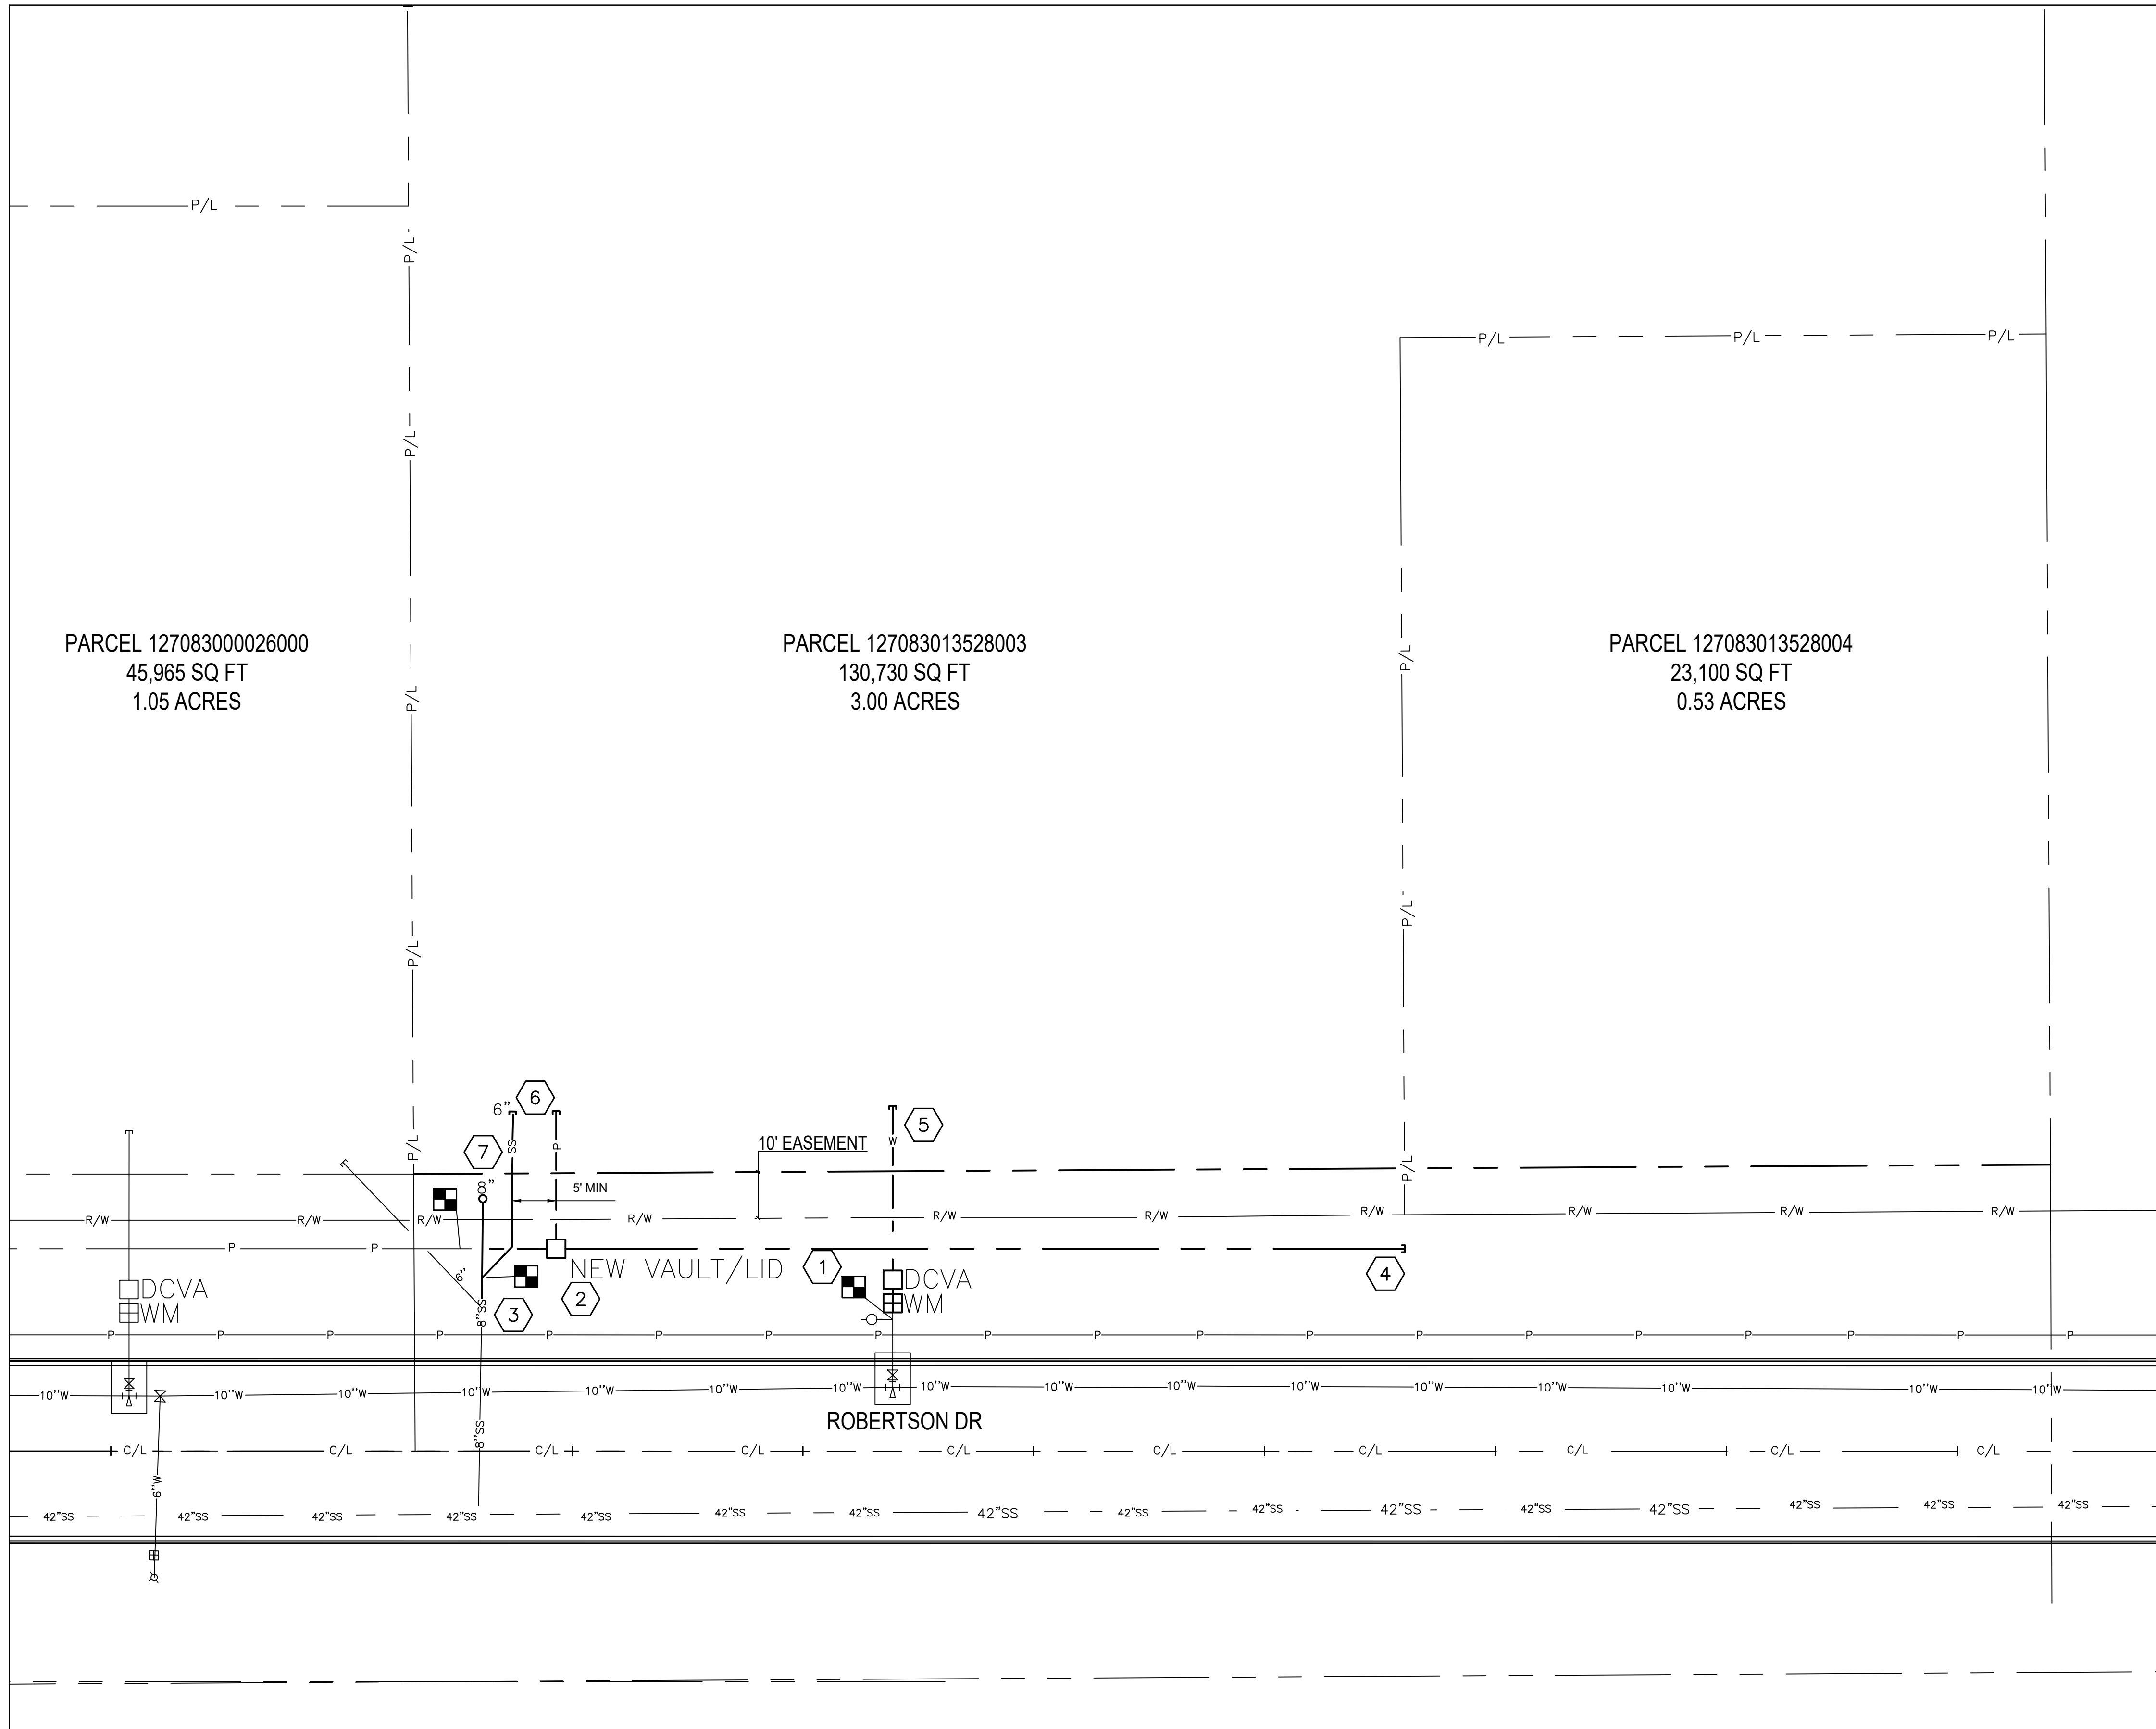 P/L
P/L
P/L P/L P/L
P/L
PARCEL 127083000026000
45,965 SQ FT
1.05 ACRES
PARCEL 127083013528003
130,730 SQ FT
3.00 ACRES
PARCEL 127083013528004
23,100 SQ FT
0.53 ACRES
P/L
P/L
P/L
P/L
6
6"
5
7
SS
P
W
10' EASEMENT
P/L
P/L
8"
5' MIN
R/W R/W R/W R/W R/W R/W R/W R/W R/W R/W
P P
6"
NEW VAULT/LID
1
4
DCVA
WM
2
3
8"SS
DCVA
WM
P P P P P P P P P P P P P P P P P P P
10"W 10"W 10"W 10"W 10"W 10"W 10"W 10"W 10"W 10"W 10"W 10"W 10"W 10"W 10"W 10"W
ROBERTSON DR
8"SS
C/L C/L C/L C/L C/L C/L C/L C/L C/L C/L
6"W
42"SS 42"SS 42"SS 42"SS 42"SS 42"SS 42"SS 42"SS 42"SS 42"SS 42"SS 42"SS 42"SS 42"SS 42"SS 42"SS